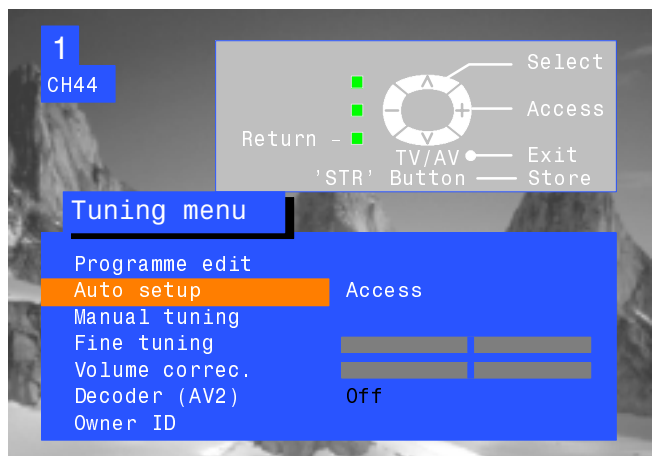 1
CH44
Select
Access
Return –
TV/AV Exit
'STR' Button Store
Tuning menu
Programme edit
Auto setup Access
Manual tuning
Fine tuning
Volume correc.
Decoder (AV2) Off
Owner ID